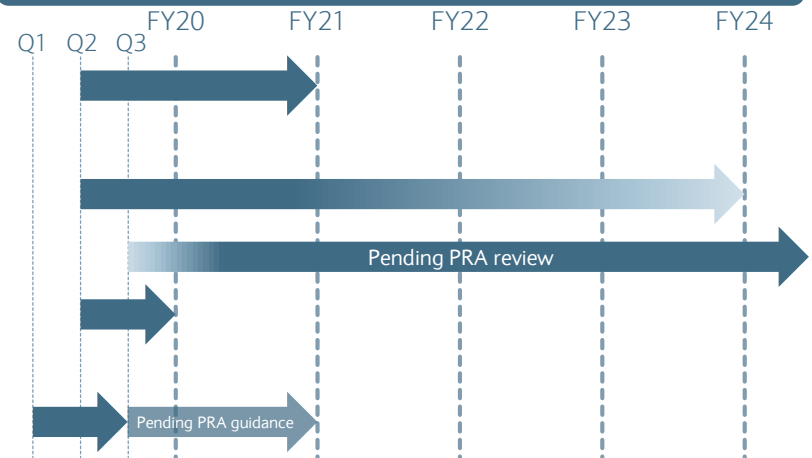 FY20 FY21 FY22 FY23 FY24
Q1 Q2 Q3
Pending PRA review
Pending PRA guidance